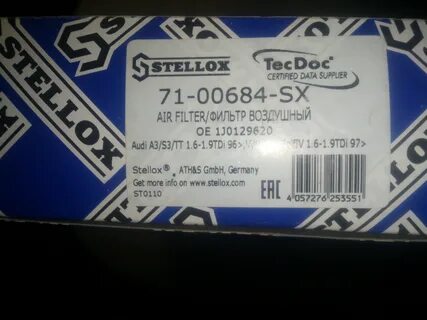 STELLOX
TecDoc
CERTIFIED DATA SUPPLIER
71-00684-SX
AIR FILTER/ФИЛЬТР ВОЗДУШНЫЙ
OE 1J0129620
Audi A3/S3/TT 1.6-1.9TDi 96>, 1.6-1.9TDi 97>
Stellox®, ATH&S GmbH, Germany
Get more info on www.stellox.com
ST0110
EAC
4 057276 253551
STELLOX
STELLOX
STELLOX